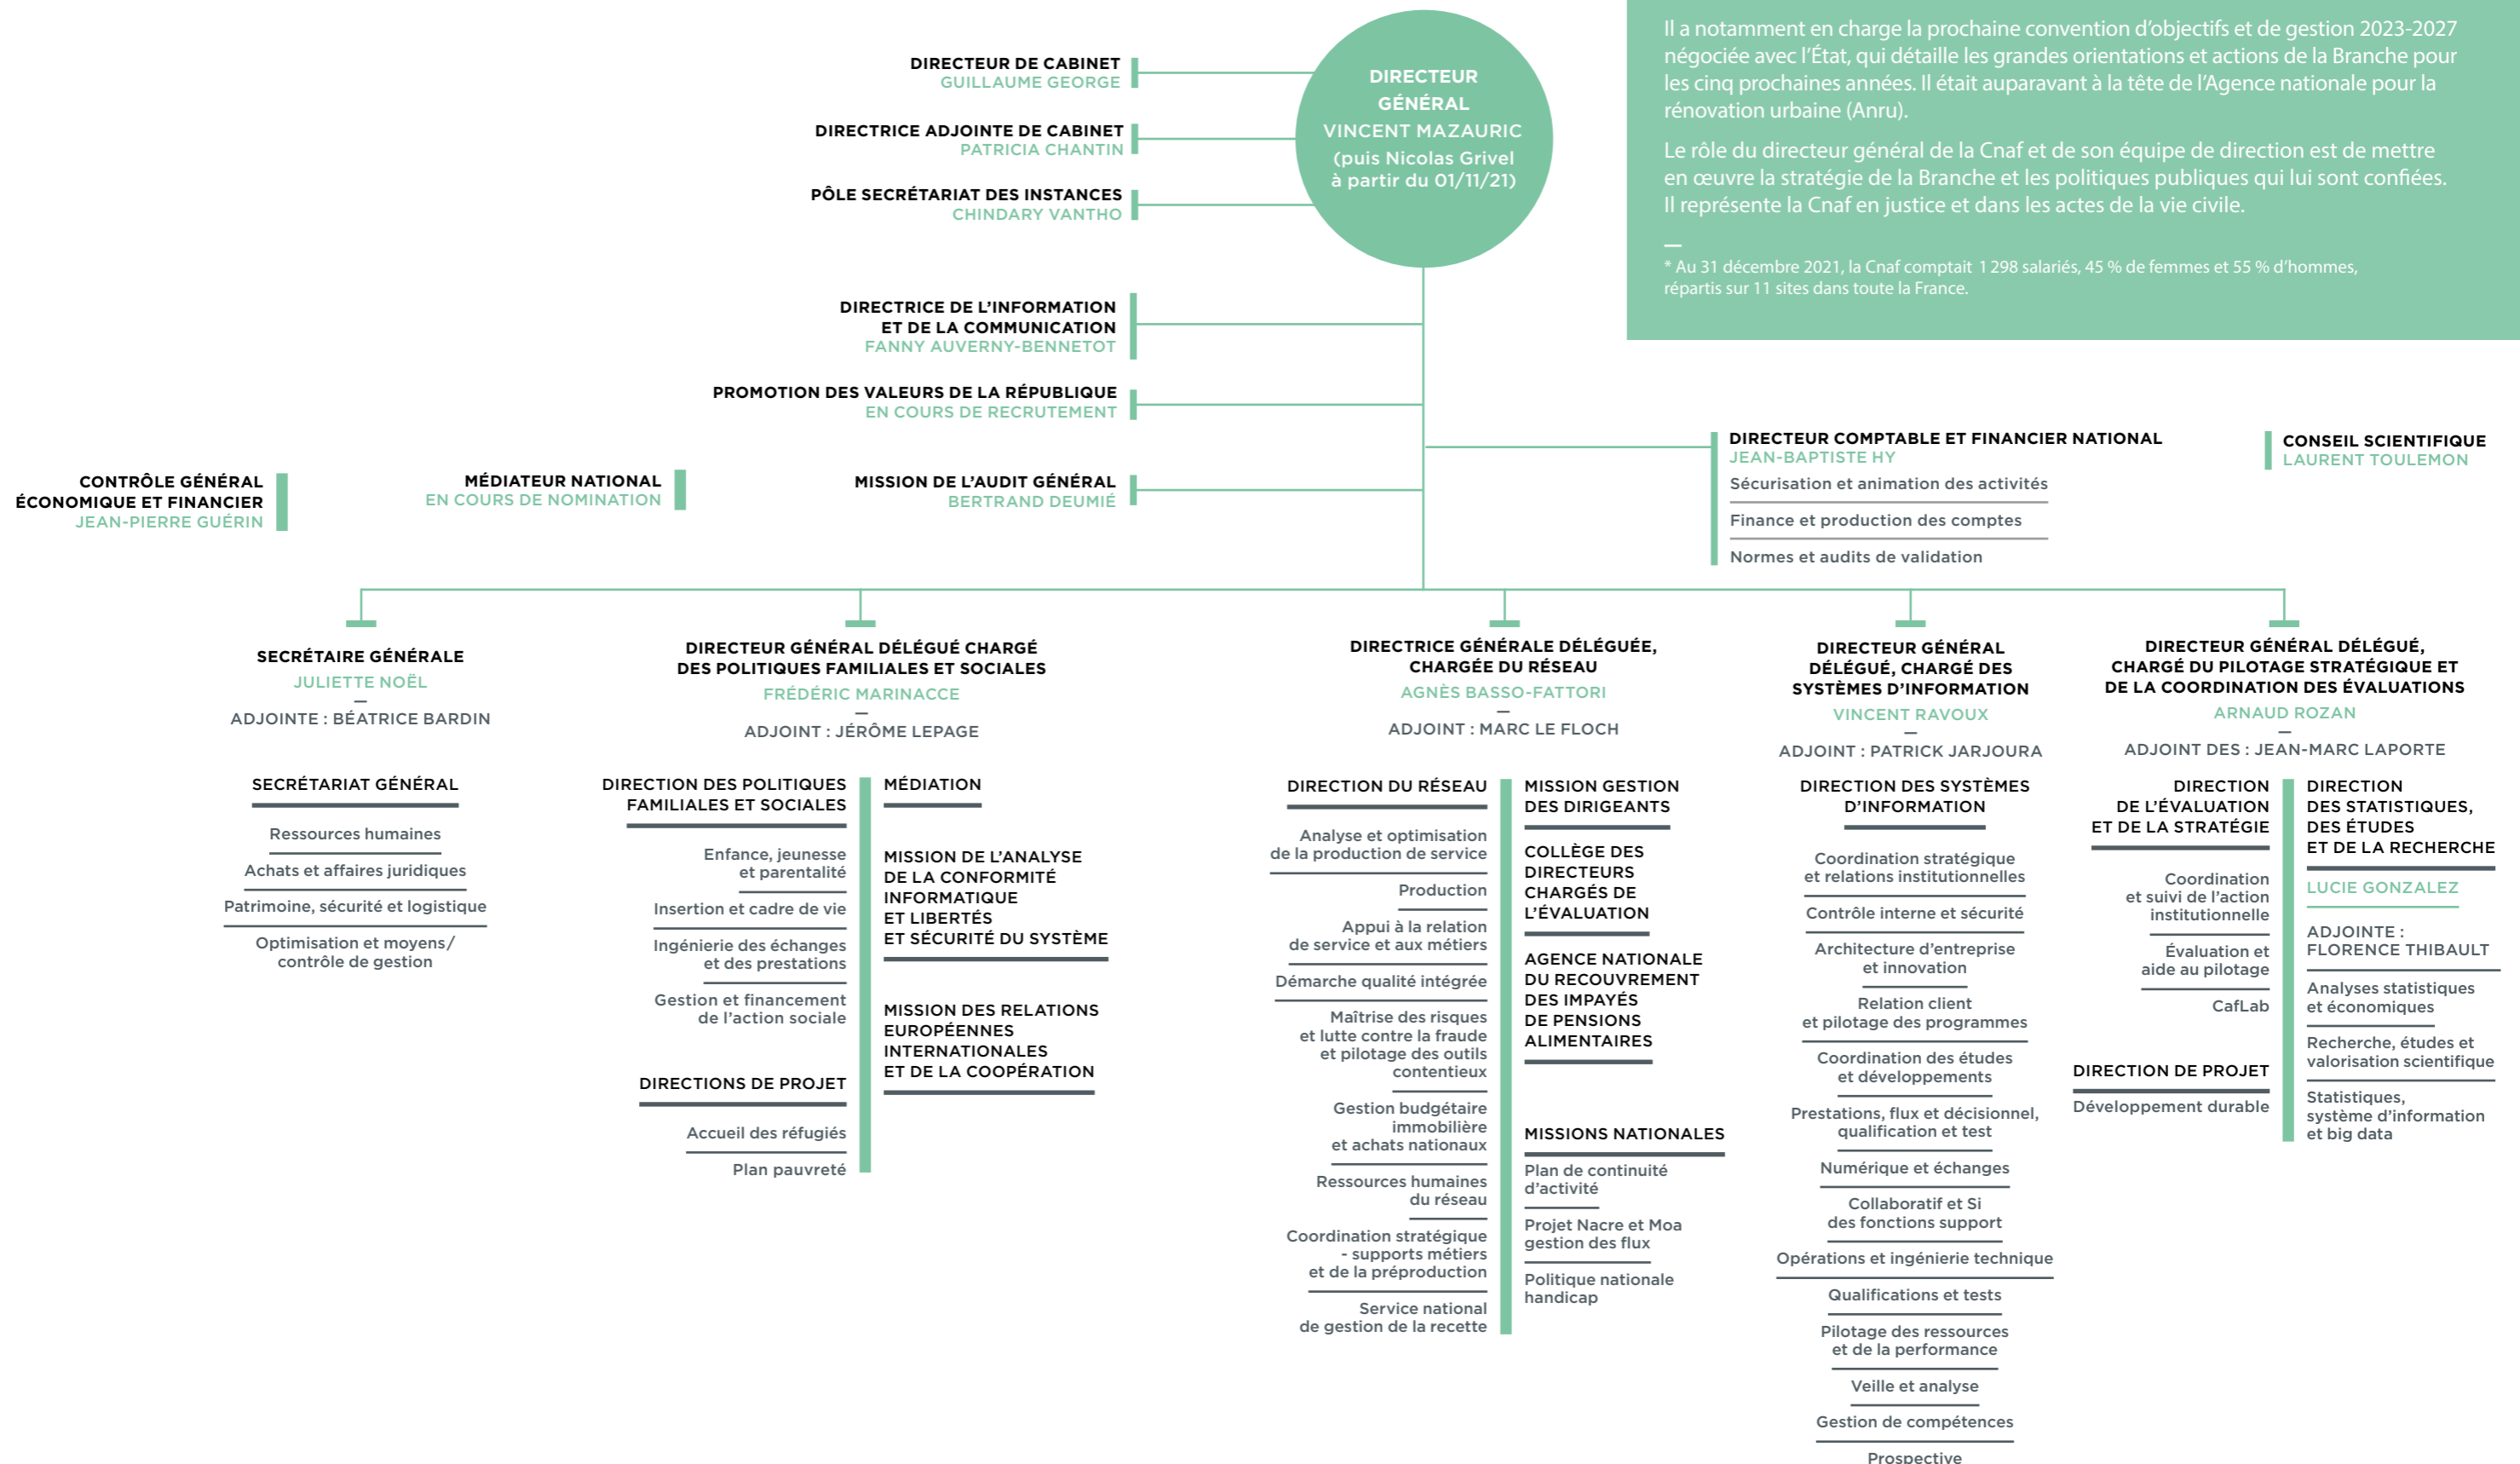 Il a notamment en charge la prochaine convention d’objectifs et de gestion 2023-2027
négociée avec l’État, qui détaille les grandes orientations et actions de la Branche pour
les cinq prochaines années. Il était auparavant à la tête de l’Agence nationale pour la
rénovation urbaine (Anru).
Le rôle du directeur général de la Cnaf et de son équipe de direction est de mettre
en œuvre la stratégie de la Branche et les politiques publiques qui lui sont confiées.
Il représente la Cnaf en justice et dans les actes de la vie civile.
—
* Au 31 décembre 2021, la Cnaf comptait 1 298 salariés, 45 % de femmes et 55 % d’hommes,
répartis sur 11 sites dans toute la France.
DIRECTEUR
GÉNÉRAL
VINCENT MAZAURIC
(puis Nicolas Grivel
à partir du 01/11/21)
DIRECTEUR DE CABINET
GUILLAUME GEORGE
DIRECTRICE ADJOINTE DE CABINET
PATRICIA CHANTIN
PÔLE SECRÉTARIAT DES INSTANCES
CHINDARY VANTHO
DIRECTRICE DE L’INFORMATION
ET DE LA COMMUNICATION
FANNY AUVERNY-BENNETOT
PROMOTION DES VALEURS DE LA RÉPUBLIQUE
EN COURS DE RECRUTEMENT
CONTRÔLE GÉNÉRAL
ÉCONOMIQUE ET FINANCIER
JEAN-PIERRE GUÉRIN
MÉDIATEUR NATIONAL
EN COURS DE NOMINATION
MISSION DE L’AUDIT GÉNÉRAL
BERTRAND DEUMIÉ
DIRECTEUR COMPTABLE ET FINANCIER NATIONAL
JEAN-BAPTISTE HY
Sécurisation et animation des activités
Finance et production des comptes
Normes et audits de validation
CONSEIL SCIENTIFIQUE
LAURENT TOULEMON
SECRÉTAIRE GÉNÉRALE
JULIETTE NOËL
—
ADJOINTE : BÉATRICE BARDIN
SECRÉTARIAT GÉNÉRAL
Ressources humaines
Achats et affaires juridiques
Patrimoine, sécurité et logistique
Optimisation et moyens/
contrôle de gestion
DIRECTEUR GÉNÉRAL DÉLÉGUÉ CHARGÉ
DES POLITIQUES FAMILIALES ET SOCIALES
FRÉDÉRIC MARINACCE
—
ADJOINT : JÉRÔME LEPAGE
DIRECTION DES POLITIQUES
FAMILIALES ET SOCIALES
Enfance, jeunesse
et parentalité
Insertion et cadre de vie
Ingénierie des échanges
et des prestations
Gestion et financement
de l’action sociale
DIRECTIONS DE PROJET
Accueil des réfugiés
Plan pauvreté
MÉDIATION
MISSION DE L’ANALYSE
DE LA CONFORMITÉ
INFORMATIQUE
ET LIBERTÉS
ET SÉCURITÉ DU SYSTÈME
MISSION DES RELATIONS
EUROPÉENNES
INTERNATIONALES
ET DE LA COOPÉRATION
DIRECTRICE GÉNÉRALE DÉLÉGUÉE,
CHARGÉE DU RÉSEAU
AGNÈS BASSO-FATTORI
—
ADJOINT : MARC LE FLOCH
DIRECTION DU RÉSEAU
Analyse et optimisation
de la production de service
Production
Appui à la relation
de service et aux métiers
Démarche qualité intégrée
Maîtrise des risques
et lutte contre la fraude
et pilotage des outils
contentieux
Gestion budgétaire
immobilière
et achats nationaux
Ressources humaines
du réseau
Coordination stratégique
- supports métiers
et de la préproduction
Service national
de gestion de la recette
MISSION GESTION
DES DIRIGEANTS
COLLÈGE DES
DIRECTEURS
CHARGÉS DE
L’ÉVALUATION
AGENCE NATIONALE
DU RECOUVREMENT
DES IMPAYÉS
DE PENSIONS
ALIMENTAIRES
MISSIONS NATIONALES
Plan de continuité
d’activité
Projet Nacre et Moa
gestion des flux
Politique nationale
handicap
DIRECTEUR GÉNÉRAL
DÉLÉGUÉ, CHARGÉ DES
SYSTÈMES D’INFORMATION
VINCENT RAVOUX
—
ADJOINT : PATRICK JARJOURA
DIRECTION DES SYSTÈMES
D’INFORMATION
Coordination stratégique
et relations institutionnelles
Contrôle interne et sécurité
Architecture d’entreprise
et innovation
Relation client
et pilotage des programmes
Coordination des études
et développements
Prestations, flux et décisionnel,
qualification et test
Numérique et échanges
Collaboratif et Si
des fonctions support
Opérations et ingénierie technique
Qualifications et tests
Pilotage des ressources
et de la performance
Veille et analyse
Gestion de compétences
Prospective
DIRECTEUR GÉNÉRAL DÉLÉGUÉ,
CHARGÉ DU PILOTAGE STRATÉGIQUE ET
DE LA COORDINATION DES ÉVALUATIONS
ARNAUD ROZAN
—
ADJOINT DES : JEAN-MARC LAPORTE
DIRECTION
DE L’ÉVALUATION
ET DE LA STRATÉGIE
Coordination
et suivi de l’action
institutionnelle
Évaluation et
aide au pilotage
CafLab
DIRECTION DE PROJET
Développement durable
DIRECTION
DES STATISTIQUES,
DES ÉTUDES
ET DE LA RECHERCHE
LUCIE GONZALEZ
ADJOINTE :
FLORENCE THIBAULT
Analyses statistiques
et économiques
Recherche, études et
valorisation scientifique
Statistiques,
système d’information
et big data